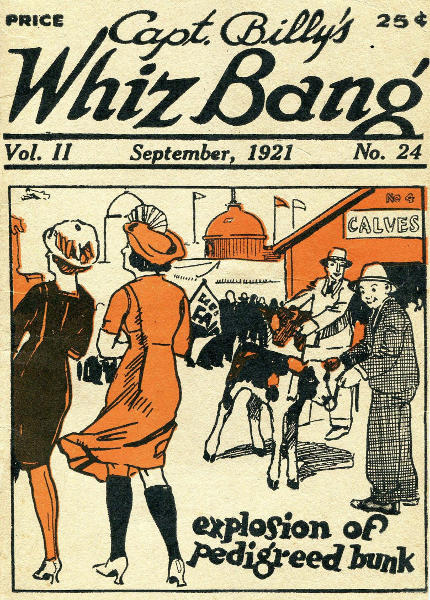 PRICE 25¢
Capt. Billy's
Whiz Bang
Vol. II September, 1921 No. 24
No 4
CALVES
FAIR
explosion of
pedigreed bunk